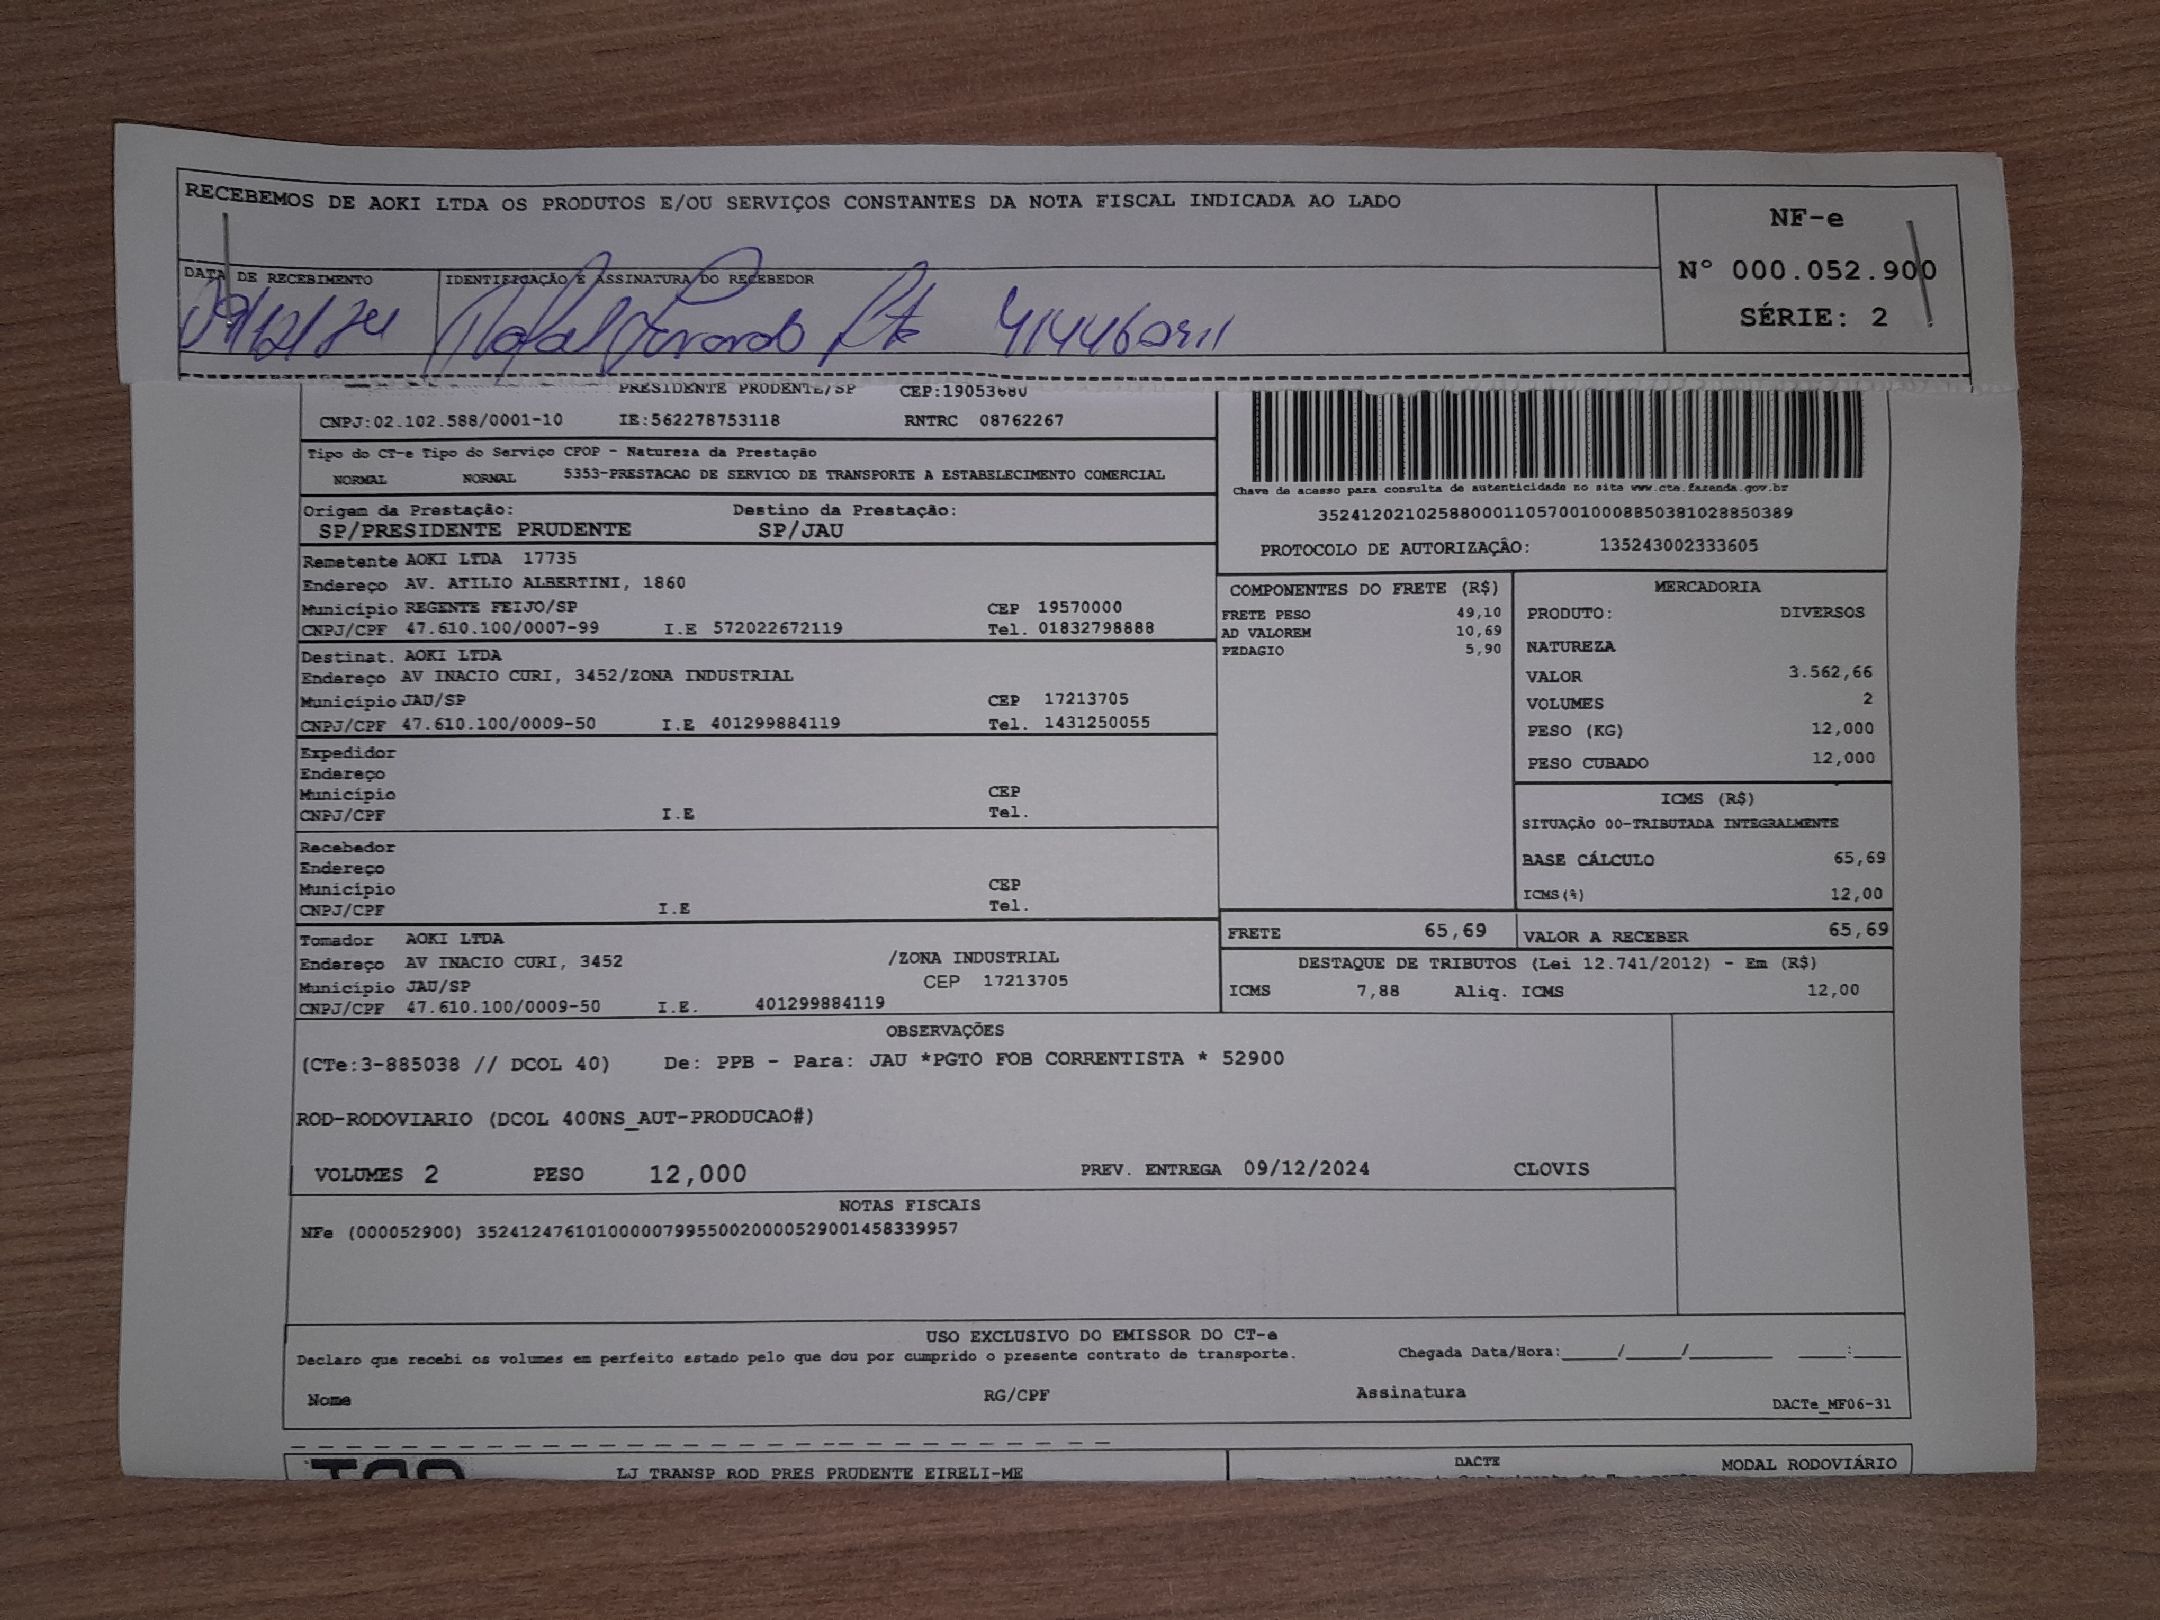 RECEBEMOS DE AOKI LTDA OS PRODUTOS E/OU SERVIÇOS CONSTANTES DA NOTA FISCAL INDICADA AO LADO
NF-e
Nº 000.052.900
SÉRIE: 2
DATA DE RECEBIMENTO IDENTIFICAÇÃO E ASSINATURA DO RECEBEDOR
09/12/24 Rafael
PRESIDENTE PRUDENTE/SP CEP:19053680
CNPJ:02.102.588/0001-10 IE:562278753118 RNTRC 08762267
Tipo do CT-e Tipo do Serviço CFOP - Natureza da Prestação
NORMAL NORMAL 5353-PRESTACAO DE SERVICO DE TRANSPORTE A ESTABELECIMENTO COMERCIAL
Chave de acesso para consulta de autenticidade no site www.cte.fazenda.gov.br
35241202102588000110570010008850381028850389
PROTOCOLO DE AUTORIZAÇÃO: 135243002333605
Origem da Prestação: Destino da Prestação:
SP/PRESIDENTE PRUDENTE SP/JAU
Remetente AOKI LTDA 17735
Endereço AV. ATILIO ALBERTINI, 1860
Município REGENTE FEIJO/SP CEP 19570000
CNPJ/CPF 47.610.100/0007-99 I.E 572022672119 Tel. 01832798888
Destinat. AOKI LTDA
Endereço AV INACIO CURI, 3452/ZONA INDUSTRIAL
Município JAU/SP CEP 17213705
CNPJ/CPF 47.610.100/0009-50 I.E 401299884119 Tel. 1431250055
Expedidor
Endereço
Município CEP
CNPJ/CPF I.E Tel.
Recebedor
Endereço
Município CEP
CNPJ/CPF I.E Tel.
Tomador AOKI LTDA
Endereço AV INACIO CURI, 3452 /ZONA INDUSTRIAL
Município JAU/SP CEP 17213705
CNPJ/CPF 47.610.100/0009-50 I.E. 401299884119
COMPONENTES DO FRETE (R$)
FRETE PESO 49,10
AD VALOREM 10,69
PEDAGIO 5,90
MERCADORIA
PRODUTO: DIVERSOS
NATUREZA
VALOR 3.562,66
VOLUMES 2
PESO (KG) 12,000
PESO CUBADO 12,000
ICMS (R$)
SITUAÇÃO 00-TRIBUTADA INTEGRALMENTE
BASE CÁLCULO 65,69
ICMS(%) 12,00
FRETE 65,69 VALOR A RECEBER 65,69
DESTAQUE DE TRIBUTOS (Lei 12.741/2012) - Em (R$)
ICMS 7,88 Aliq. ICMS 12,00
OBSERVAÇÕES
(CTe:3-885038 // DCOL 40) De: PPB - Para: JAU *PGTO FOB CORRENTISTA * 52900
ROD-RODOVIARIO (DCOL 400NS_AUT-PRODUCAO#)
VOLUMES 2 PESO 12,000 PREV. ENTREGA 09/12/2024 CLOVIS
NOTAS FISCAIS
NFe (000052900) 35241247610100000799550020000529001458339957
USO EXCLUSIVO DO EMISSOR DO CT-e
Declaro que recebi os volumes em perfeito estado pelo que dou por cumprido o presente contrato de transporte. Chegada Data/Hora:____/____/______ ___:___
Nome RG/CPF Assinatura
DACTe_MF06-31
LJ TRANSP ROD PRES PRUDENTE EIRELI-ME DACTE MODAL RODOVIÁRIO